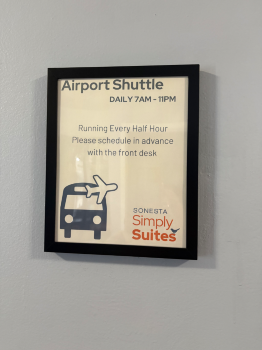 Airport Shuttle
DAILY 7AM - 11PM
Running Every Half Hour
Please schedule in advance
with the front desk
SONESTA
Simply
Suites